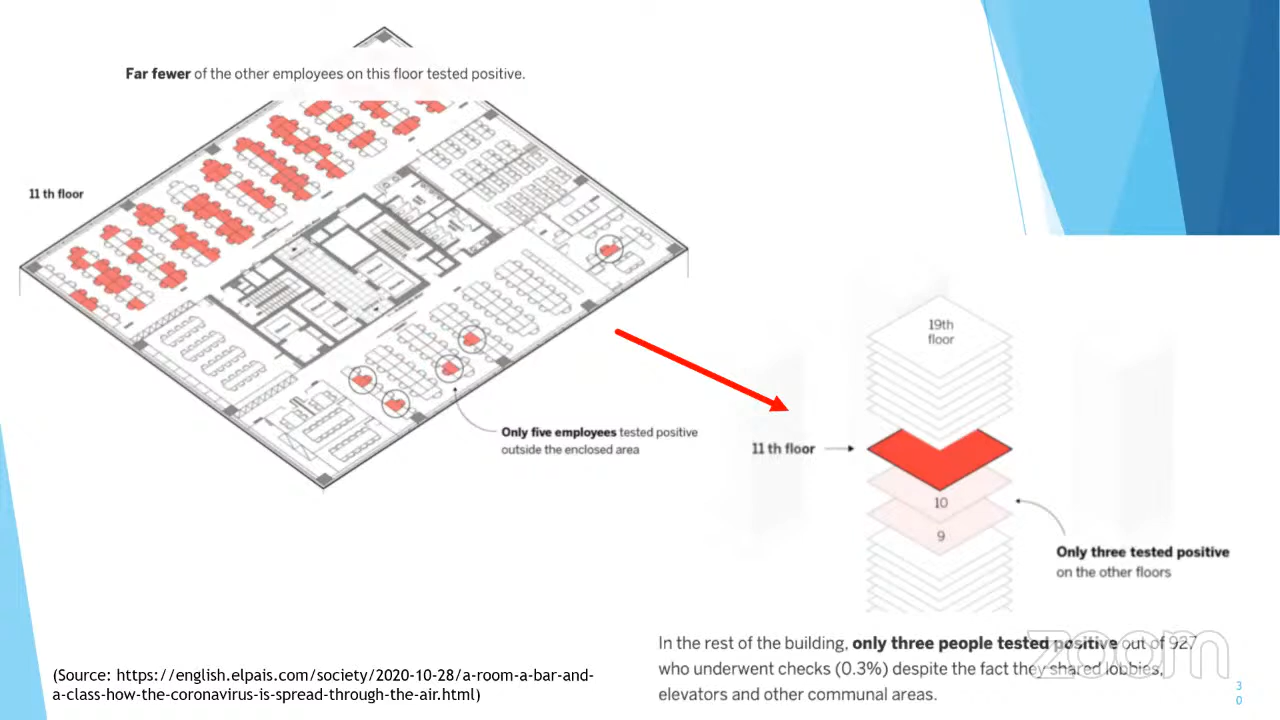 Far fewer of the other employees on this floor tested positive.
11 th floor
Only five employees tested positive
outside the enclosed area
19th
floor
11 th floor
10
9
Only three tested positive
on the other floors
In the rest of the building, only three people tested positive out of 927
who underwent checks (0.3%) despite the fact they shared lobbies,
elevators and other communal areas.
zoom
(Source: https://english.elpais.com/society/2020-10-28/a-room-a-bar-and-
a-class-how-the-coronavirus-is-spread-through-the-air.html)
3
0